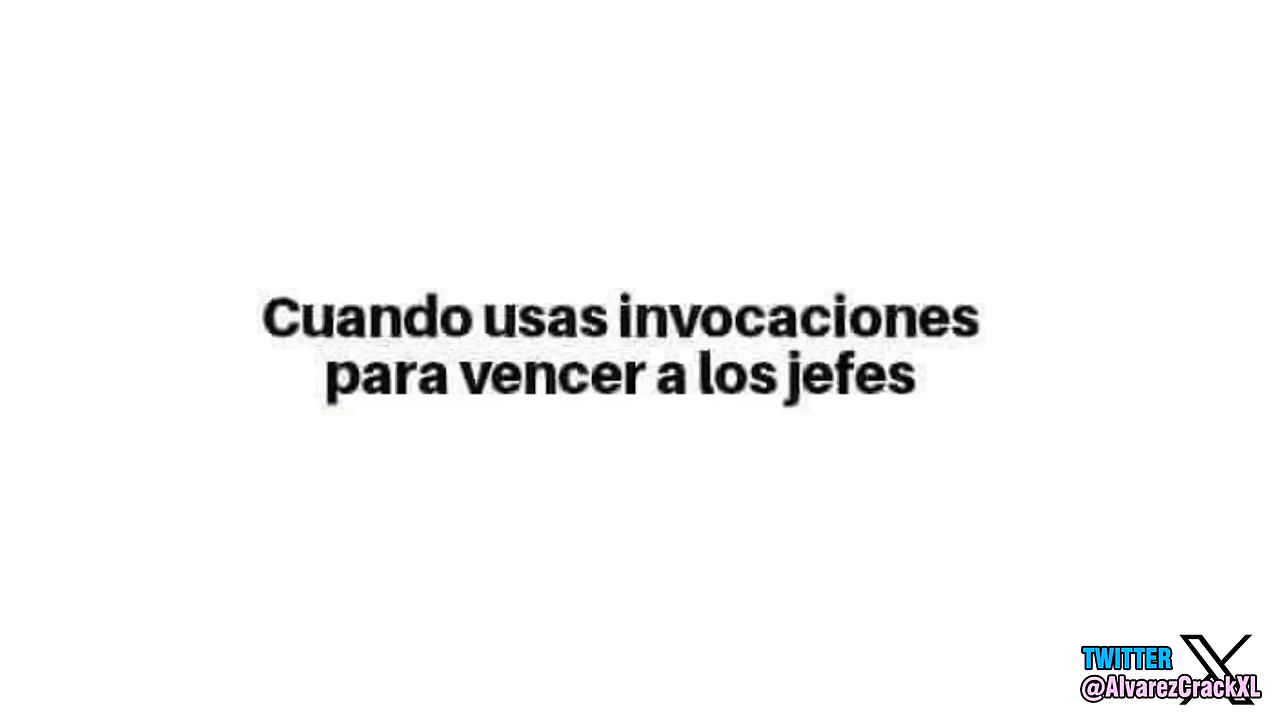 Cuando usas invocaciones
para vencer a los jefes
TWITTER
@AlvarezCrackXL